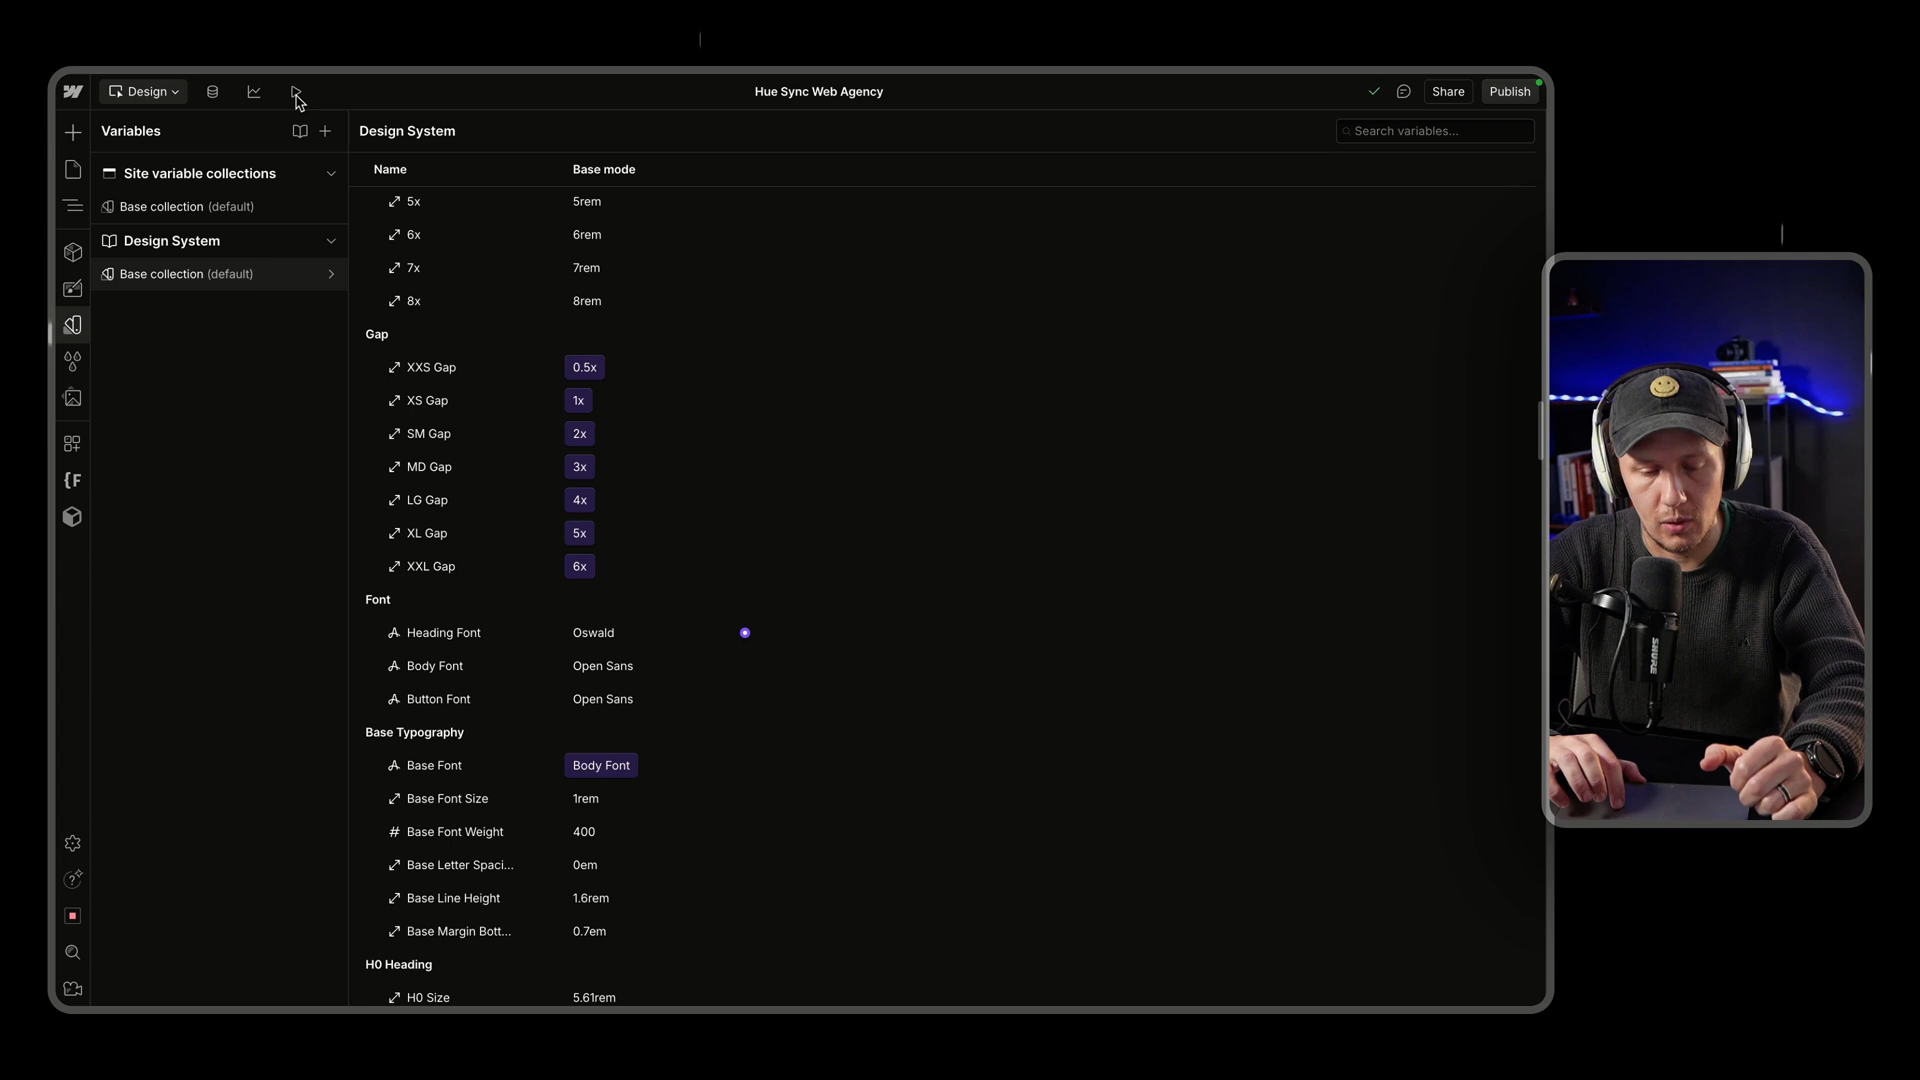 Design
Hue Sync Web Agency
Share
Publish
Variables
Design System
Search variables...
Site variable collections
Base collection (default)
Design System
Base collection (default)
Name
Base mode
5x 5rem
6x 6rem
7x 7rem
8x 8rem
Gap
XXS Gap 0.5x
XS Gap 1x
SM Gap 2x
MD Gap 3x
LG Gap 4x
XL Gap 5x
XXL Gap 6x
Font
Heading Font Oswald
Body Font Open Sans
Button Font Open Sans
Base Typography
Base Font Body Font
Base Font Size 1rem
Base Font Weight 400
Base Letter Spaci... 0em
Base Line Height 1.6rem
Base Margin Bott... 0.7em
H0 Heading
H0 Size 5.61rem
SHURE